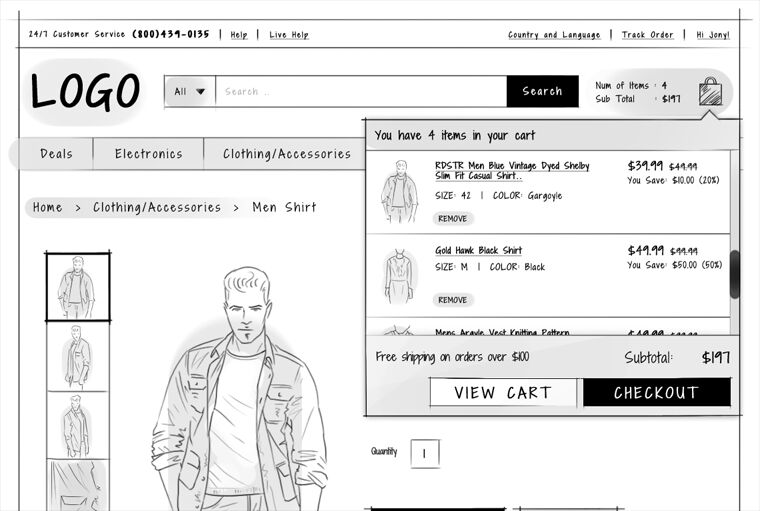 24/7 Customer Service (800)439-0135 | Help | Live Help
Country and Language | Track Order | Hi Jony!
LOGO
All
Search ..
Search
Num of Items : 4
Sub Total : $197
Deals
Electronics
Clothing/Accessories
You have 4 items in your cart
RDSTR Men Blue Vintage Dyed Shelby
Slim Fit Casual Shirt..
$39.99 $49.99
You Save: $10.00 (20%)
SIZE: 42 | COLOR: Gargoyle
REMOVE
Home > Clothing/Accessories > Men Shirt
Gold Hawk Black Shirt
$49.99 $99.99
SIZE: M | COLOR: Black
You Save: $50.00 (50%)
REMOVE
Mens Argyle Vest Knitting Pattern
Free shipping on orders over $100
Subtotal: $197
VIEW CART
CHECKOUT
Quantity
1